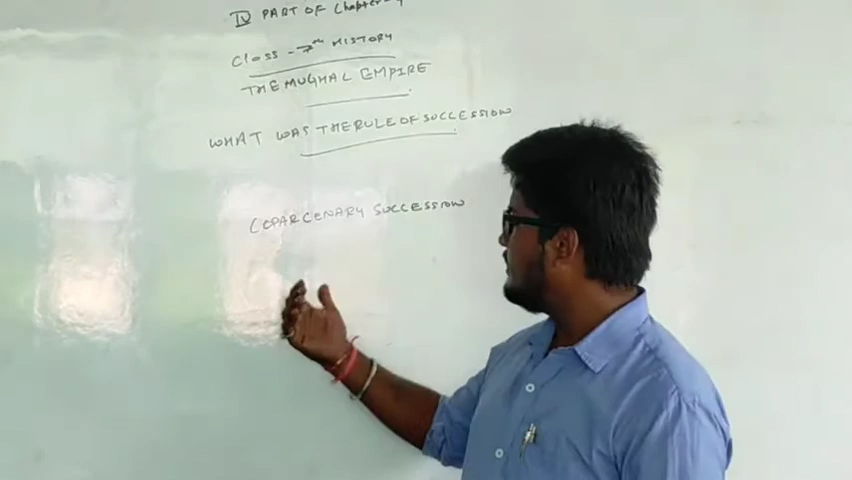 IV PART OF Chapter-4
Class - 7th HISTORY
THE MUGHAL EMPIRE
WHAT WAS THE RULE OF SUCCESSION
COPARCENARY SUCCESSION